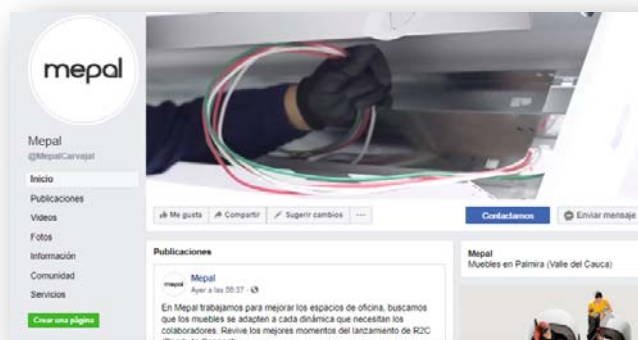 mepal
Mepal
@MepalCarvajal
Inicio
Publicaciones
Videos
Fotos
Información
Comunidad
Servicios
Crear una página
Me gusta
Compartir
Sugerir cambios
...
Contactarnos
Enviar mensaje
Publicaciones
mepal
Mepal
Ayer a las 08:37 ·
En Mepal trabajamos para mejorar los espacios de oficina, buscamos
que los muebles se adapten a cada dinámica que necesitan los
colaboradores. Revive los mejores momentos del lanzamiento de R2C
Mepal
Muebles en Palmira (Valle del Cauca)